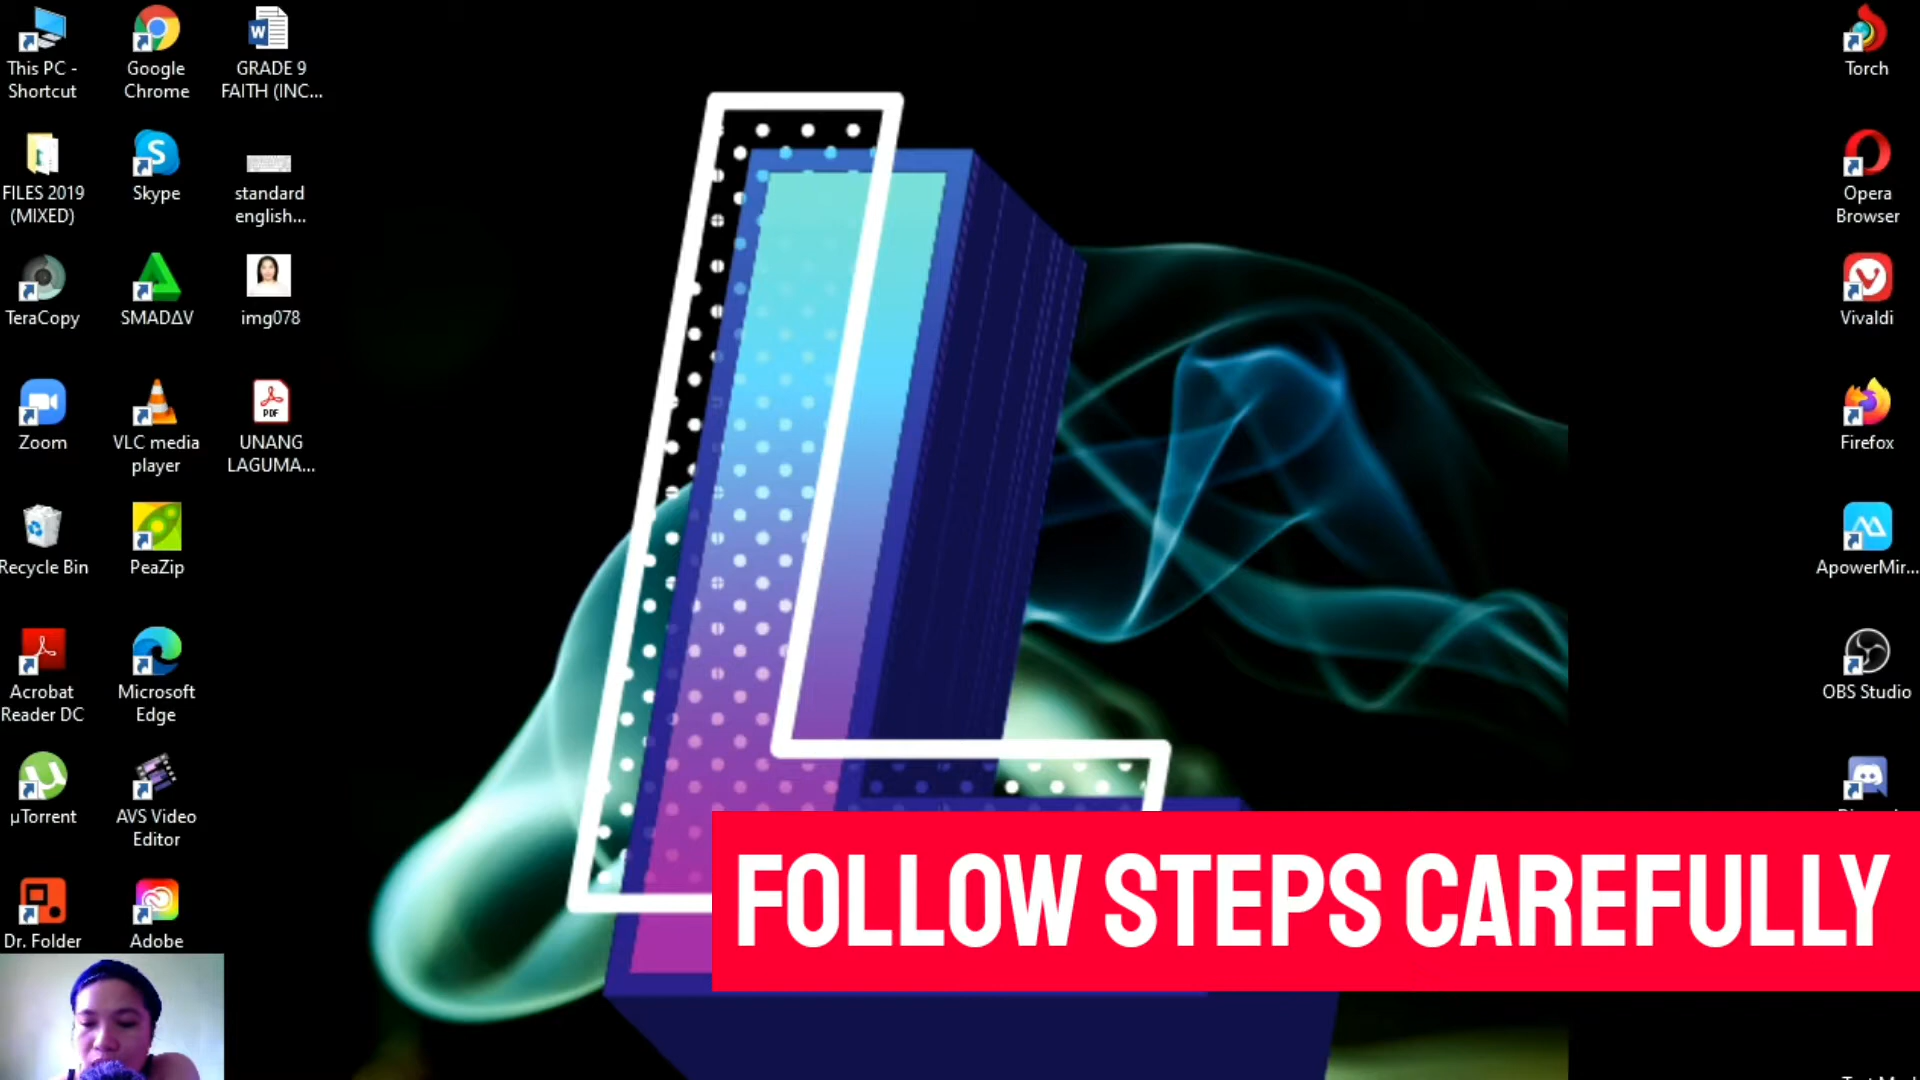 This PC -
Shortcut
Google
Chrome
GRADE 9
FAITH (INC...
Torch
FILES 2019
(MIXED)
Skype
standard
english...
Opera
Browser
TeraCopy
SMADΔV
img078
Vivaldi
Zoom
VLC media
player
PDF
UNANG
LAGUMA...
Firefox
Recycle Bin
PeaZip
ApowerMir...
Acrobat
Reader DC
Microsoft
Edge
OBS Studio
µTorrent
AVS Video
Editor
Dr. Folder
Adobe
FOLLOW STEPS CAREFULLY